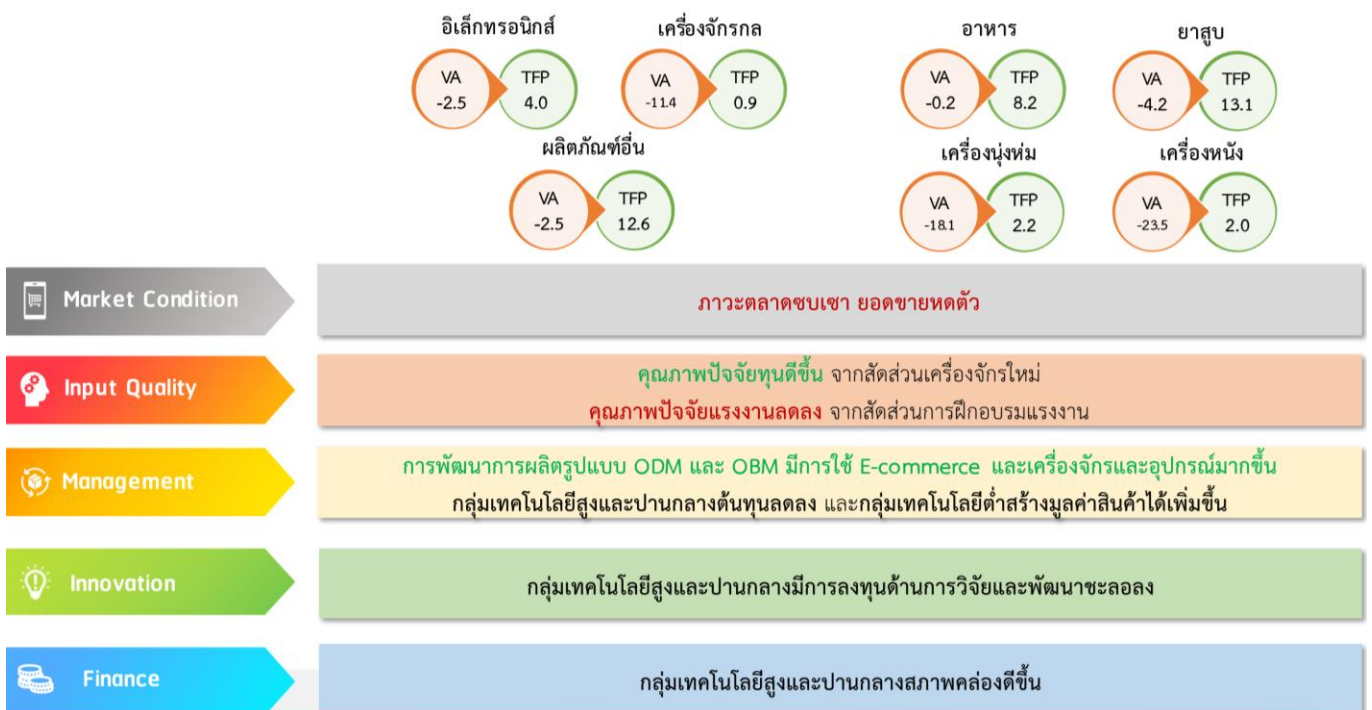 อิเล็กทรอนิกส์ เครื่องจักรกล อาหาร ยาสูบ
VA TFP VA TFP VA TFP VA TFP
-2.5 4.0 -11.4 0.9 -0.2 8.2 -4.2 13.1
ผลิตภัณฑ์อื่น เครื่องนุ่งห่ม เครื่องหนัง
VA TFP VA TFP VA TFP
-2.5 12.6 -18.1 2.2 -23.5 2.0
Market Condition
ภาวะตลาดซบเซา ยอดขายหดตัว
Input Quality
คุณภาพปัจจัยทุนดีขึ้น จากสัดส่วนเครื่องจักรใหม่
คุณภาพปัจจัยแรงงานลดลง จากสัดส่วนการฝึกอบรมแรงงาน
Management
การพัฒนาการผลิตรูปแบบ ODM และ OBM มีการใช้ E-commerce และเครื่องจักรและอุปกรณ์มากขึ้น
กลุ่มเทคโนโลยีสูงและปานกลางต้นทุนลดลง และกลุ่มเทคโนโลยีต่ำสร้างมูลค่าสินค้าได้เพิ่มขึ้น
Innovation
กลุ่มเทคโนโลยีสูงและปานกลางมีการลงทุนด้านการวิจัยและพัฒนาชะลอลง
Finance
กลุ่มเทคโนโลยีสูงและปานกลางสภาพคล่องดีขึ้น